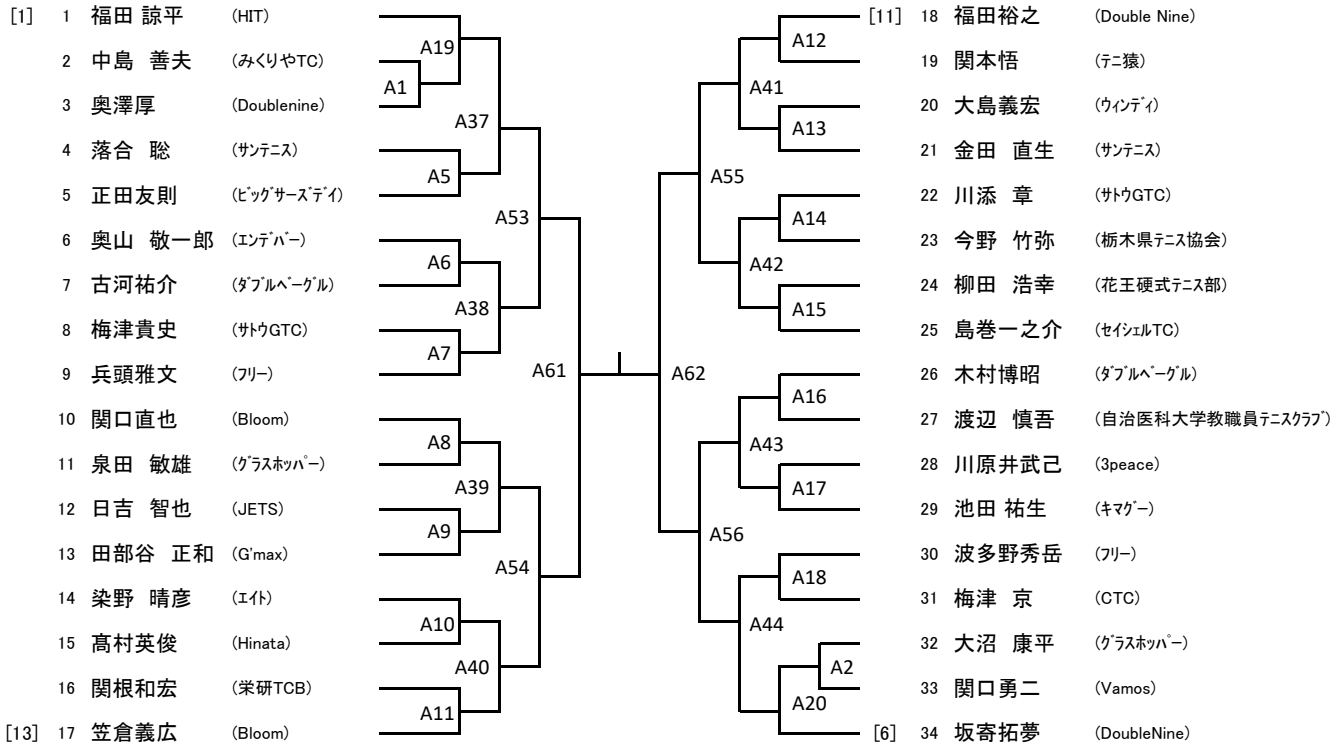 [1] 1 福田 諒平 (HIT)
2 中島 善夫 (みくりやTC)
3 奥澤厚 (Doublenine)
4 落合 聡 (サンテニス)
5 正田友則 (ビッグサーズデイ)
6 奥山 敬一郎 (エンデバー)
7 古河祐介 (ダブルベーグル)
8 梅津貴史 (サトウGTC)
9 兵頭雅文 (フリー)
10 関口直也 (Bloom)
11 泉田 敏雄 (グラスホッパー)
12 日吉 智也 (JETS)
13 田部谷 正和 (G'max)
14 染野 晴彦 (エイト)
15 髙村英俊 (Hinata)
16 関根和宏 (栄研TCB)
[13] 17 笠倉義広 (Bloom)
A19
A1
A37
A5
A53
A6
A38
A7
A61
A8
A39
A9
A54
A10
A40
A11
A12
A41
A13
A55
A14
A42
A15
A62
A16
A43
A17
A56
A18
A44
A2
A20
[11] 18 福田裕之 (Double Nine)
19 関本悟 (テニ猿)
20 大島義宏 (ウィンディ)
21 金田 直生 (サンテニス)
22 川添 章 (サトウGTC)
23 今野 竹弥 (栃木県テニス協会)
24 柳田 浩幸 (花王硬式テニス部)
25 島巻一之介 (セイシェルTC)
26 木村博昭 (ダブルベーグル)
27 渡辺 慎吾 (自治医科大学教職員テニスクラブ)
28 川原井武己 (3peace)
29 池田 祐生 (キマグー)
30 波多野秀岳 (フリー)
31 梅津 京 (CTC)
32 大沼 康平 (グラスホッパー)
33 関口勇二 (Vamos)
[6] 34 坂寄拓夢 (DoubleNine)